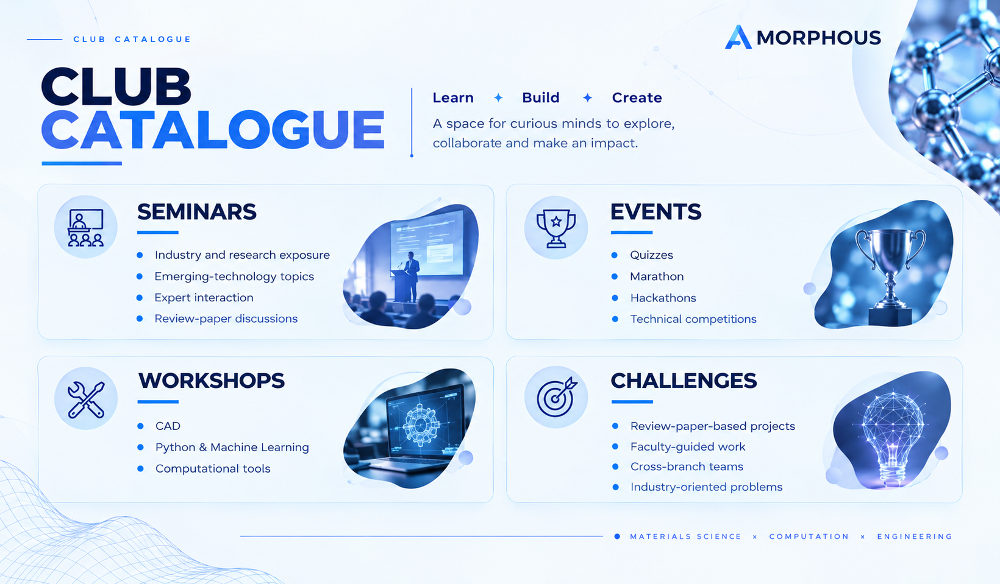 CLUB CATALOGUE
AMORPHOUS
CLUB
CATALOGUE
Learn ✦ Build ✦ Create
A space for curious minds to explore,
collaborate and make an impact.
SEMINARS
Industry and research exposure
Emerging-technology topics
Expert interaction
Review-paper discussions
EVENTS
Quizzes
Marathon
Hackathons
Technical competitions
WORKSHOPS
CAD
Python & Machine Learning
Computational tools
CHALLENGES
Review-paper-based projects
Faculty-guided work
Cross-branch teams
Industry-oriented problems
MATERIALS SCIENCE × COMPUTATION × ENGINEERING